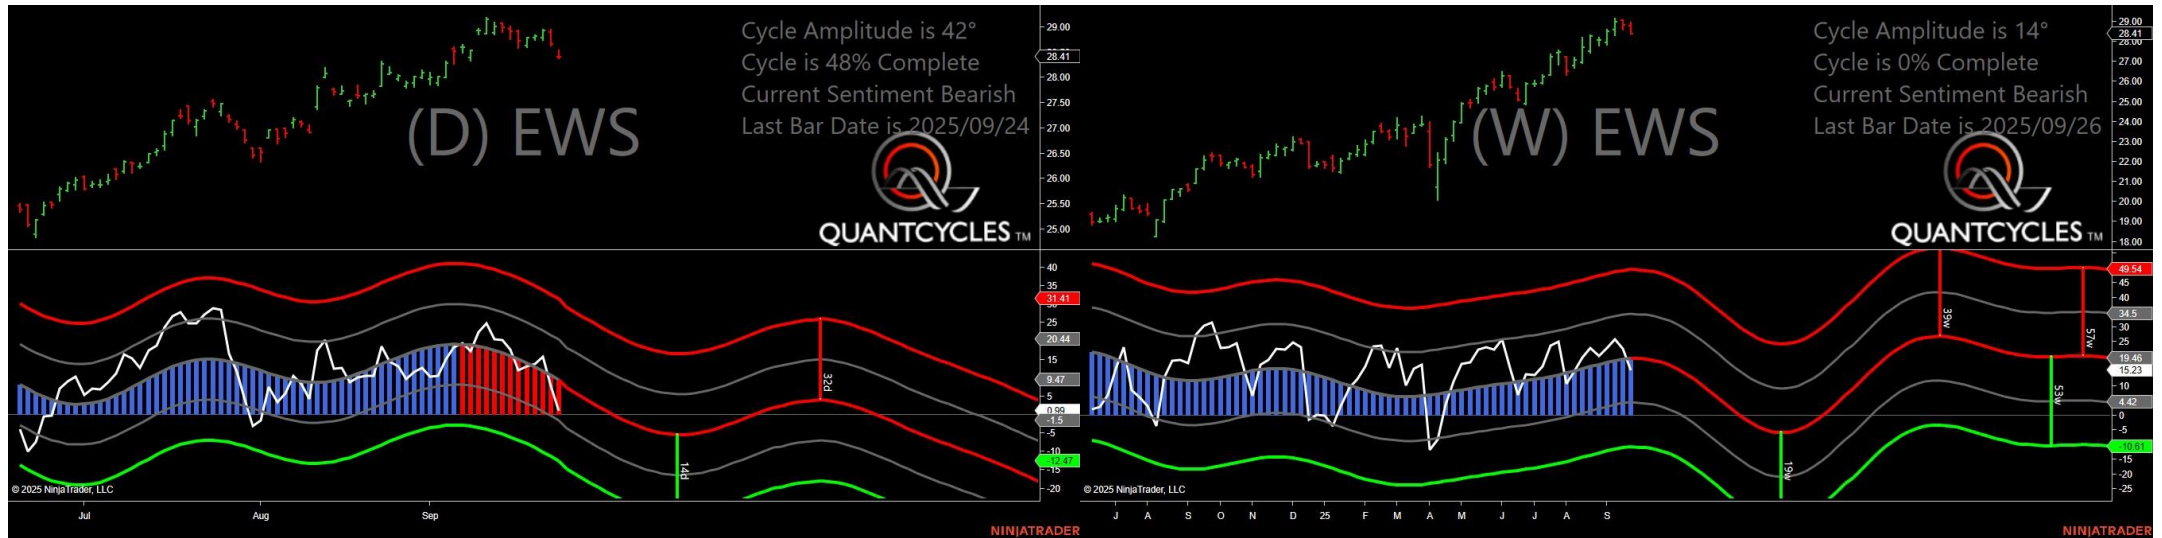 Cycle Amplitude is 42°
Cycle is 48% Complete
Current Sentiment Bearish
Last Bar Date is 2025/09/24
(D) EWS
QUANTCYCLES TM
29.00
28.41
28.00
27.50
27.00
26.50
26.00
25.50
25.00
40
35
31.41
25
20.44
15
9.47
5
0.99
-1.5
-5
-10
-12.47
-15
-20
32d
14d
© 2025 NinjaTrader, LLC
Jul
Aug
Sep
NINJATRADER
Cycle Amplitude is 14°
Cycle is 0% Complete
Current Sentiment Bearish
Last Bar Date is 2025/09/26
(W) EWS
QUANTCYCLES TM
29.00
28.41
28.00
27.00
26.00
25.00
24.00
23.00
22.00
21.00
20.00
19.00
18.00
49.54
45
40
34.5
30
25
19.46
15.23
10
4.42
0
-5
-10.61
-15
-20
-25
39w
57w
53w
19w
© 2025 NinjaTrader, LLC
J A S O N D 25 F M A M J J A S
NINJATRADER